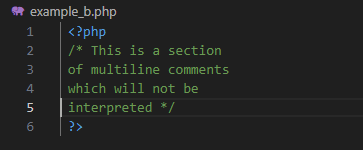 example_b.php
1 <?php
2 /* This is a section
3 of multiline comments
4 which will not be
5 interpreted */
6 ?>